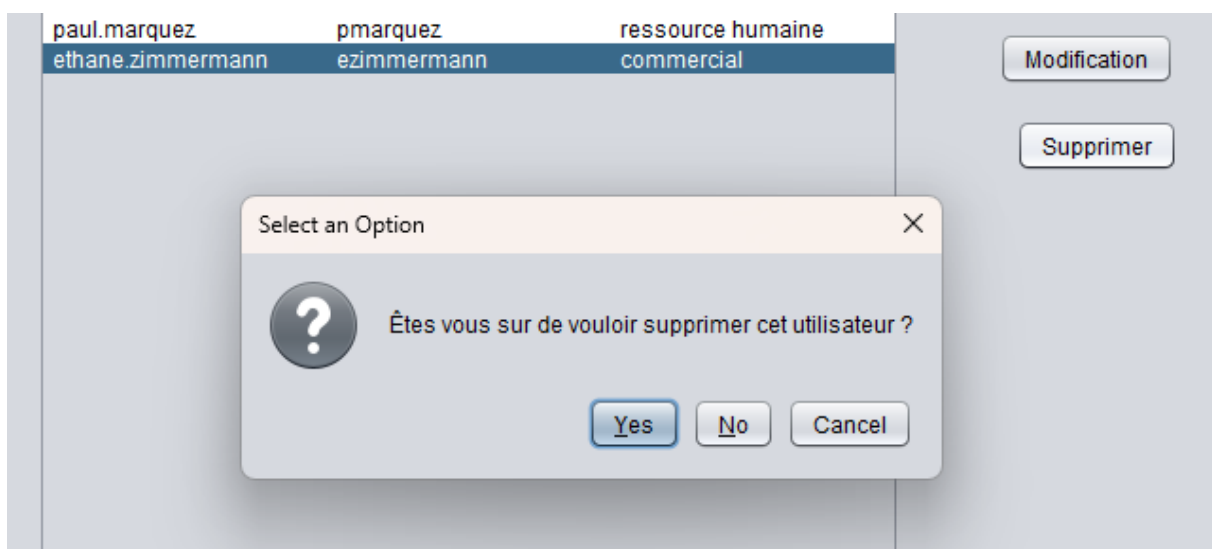 paul.marquez pmarquez ressource humaine
ethane.zimmermann ezimmermann commercial
Modification
Supprimer
Select an Option
Êtes vous sur de vouloir supprimer cet utilisateur ?
Yes No Cancel